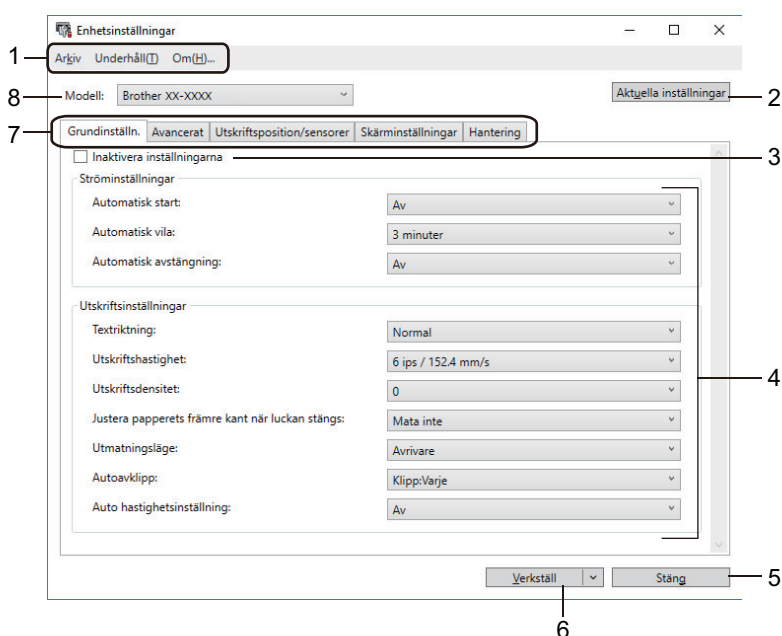 Enhetsinställningar
1
Arkiv Underhåll(T) Om(H)...
8
Modell: Brother XX-XXXX
Aktuella inställningar
2
7
Grundinställn. Avancerat Utskriftsposition/sensorer Skärminställningar Hantering
Inaktivera inställningarna
3
Ströminställningar
Automatisk start: Av
Automatisk vila: 3 minuter
Automatisk avstängning: Av
Utskriftsinställningar
Textriktning: Normal
Utskriftshastighet: 6 ips / 152.4 mm/s
4
Utskriftsdensitet: 0
Justera papperets främre kant när luckan stängs: Mata inte
Utmatningsläge: Avrivare
Autoavklipp: Klipp:Varje
Auto hastighetsinställning: Av
Verkställ Stäng
5
6